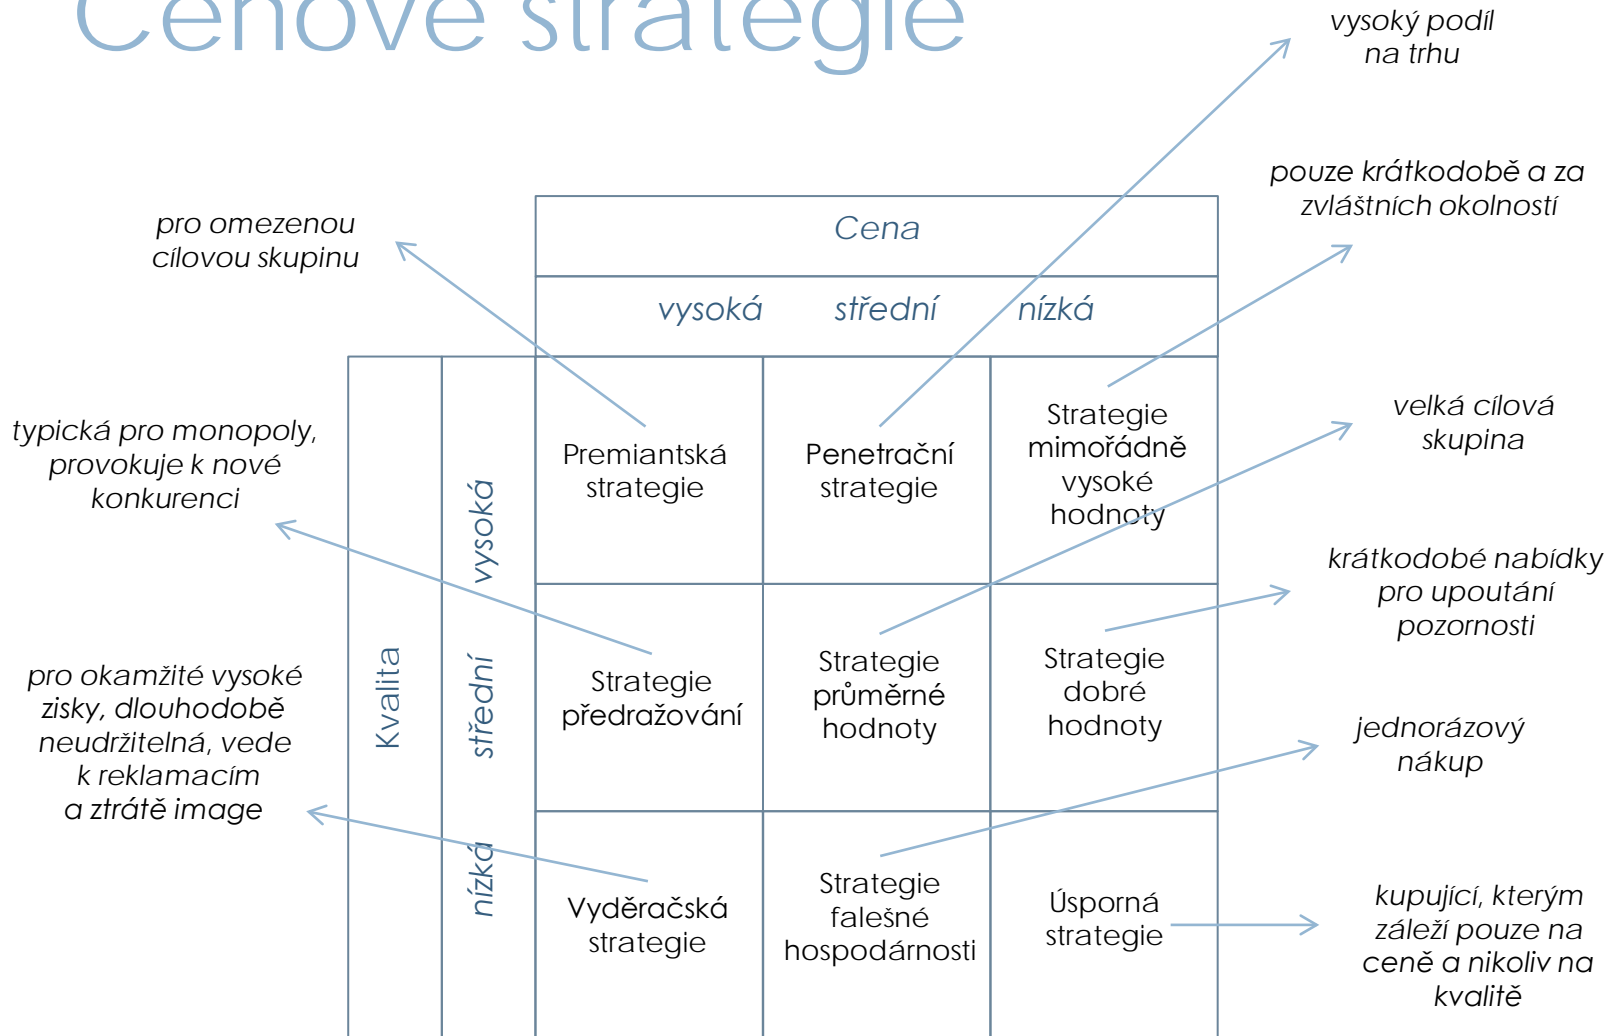 Cenové strategie
vysoký podíl
na trhu
pouze krátkodobě a za
zvláštních okolností
pro omezenou
cílovou skupinu
Cena
vysoká střední nízká
typická pro monopoly,
provokuje k nové
konkurenci
velká cílová
skupina
Premiantská
strategie
Penetrační
strategie
Strategie
mimořádně
vysoké
hodnoty
vysoká
krátkodobé nabídky
pro upoutání
pozornosti
Kvalita
střední
Strategie
předražování
Strategie
průměrné
hodnoty
Strategie
dobré
hodnoty
pro okamžité vysoké
zisky, dlouhodobě
neudržitelná, vede
k reklamacím
a ztrátě image
jednorázový
nákup
nízká
Vyděračská
strategie
Strategie
falešné
hospodárnosti
Úsporná
strategie
kupující, kterým
záleží pouze na
ceně a nikoliv na
kvalitě